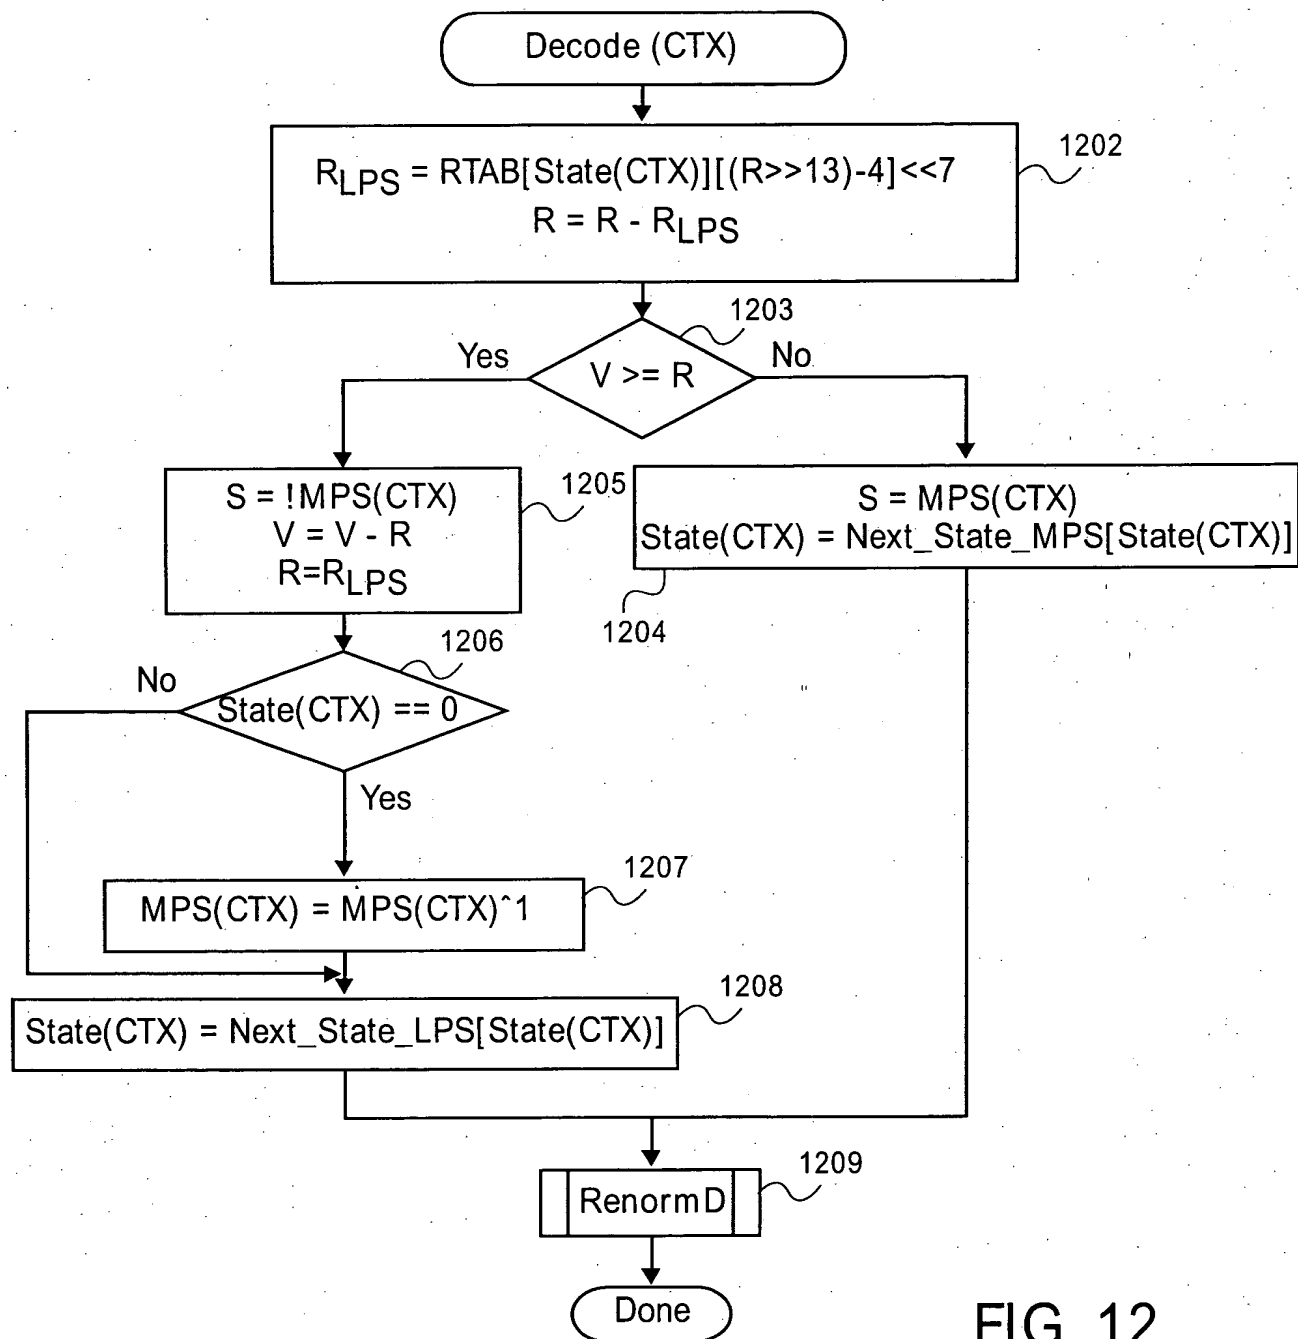 Decode (CTX)
1202
RLPS = RTAB[State(CTX)][(R>>13)-4]<<7
R = R - RLPS
1203
Yes
No
V >= R
1205
S = !MPS(CTX)
V = V - R
R=RLPS
S = MPS(CTX)
State(CTX) = Next_State_MPS[State(CTX)]
1204
1206
No
State(CTX) == 0
Yes
1207
MPS(CTX) = MPS(CTX)^1
1208
State(CTX) = Next_State_LPS[State(CTX)]
1209
RenormD
Done
FIG. 12